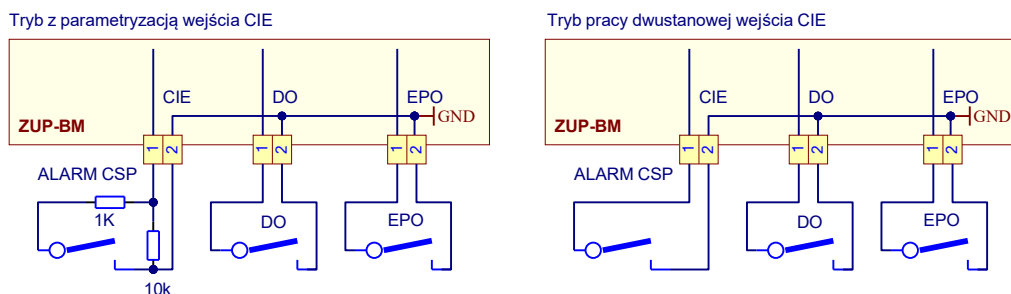 Tryb z parametryzacją wejścia CIE
CIE
DO
EPO
GND
ZUP-BM
1 2
1 2
1 2
ALARM CSP
1K
DO
EPO
10k
Tryb pracy dwustanowej wejścia CIE
CIE
DO
EPO
GND
ZUP-BM
1 2
1 2
1 2
ALARM CSP
DO
EPO